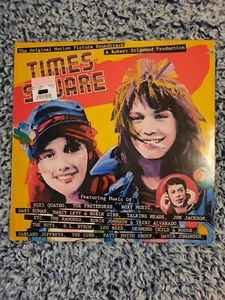 The Original Motion Picture Soundtrack
A Robert Stigwood Production
TIMES
SQUARE
Featuring Music Of:
SUZI QUATRO, THE PRETENDERS, ROXY MUSIC,
GARY NUMAN, MARCY LEVY & ROBIN GIBB, TALKING HEADS, JOE JACKSON,
XTC, THE RAMONES, ROBIN JOHNSON & TRINI ALVARADO,
THE RUTS, D.L. BYRON, LOU REED, DESMOND CHILD & ROUGE,
GARLAND JEFFREYS, THE CURE, PATTI SMITH GROUP, DAVID JOHANSEN